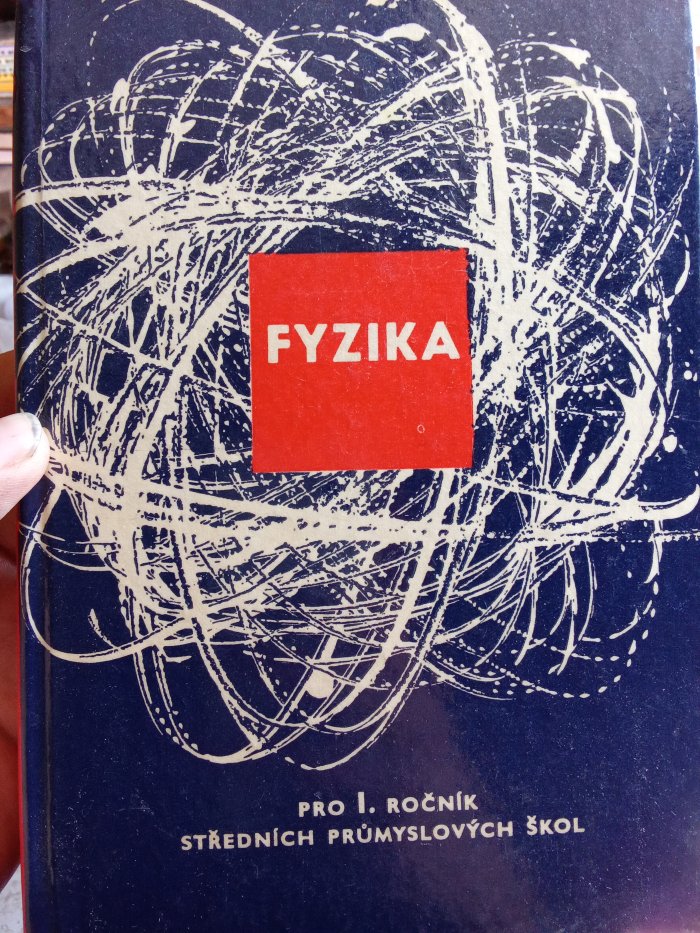 FYZIKA
PRO I. ROČNÍK
STŘEDNÍCH PRŮMYSLOVÝCH ŠKOL